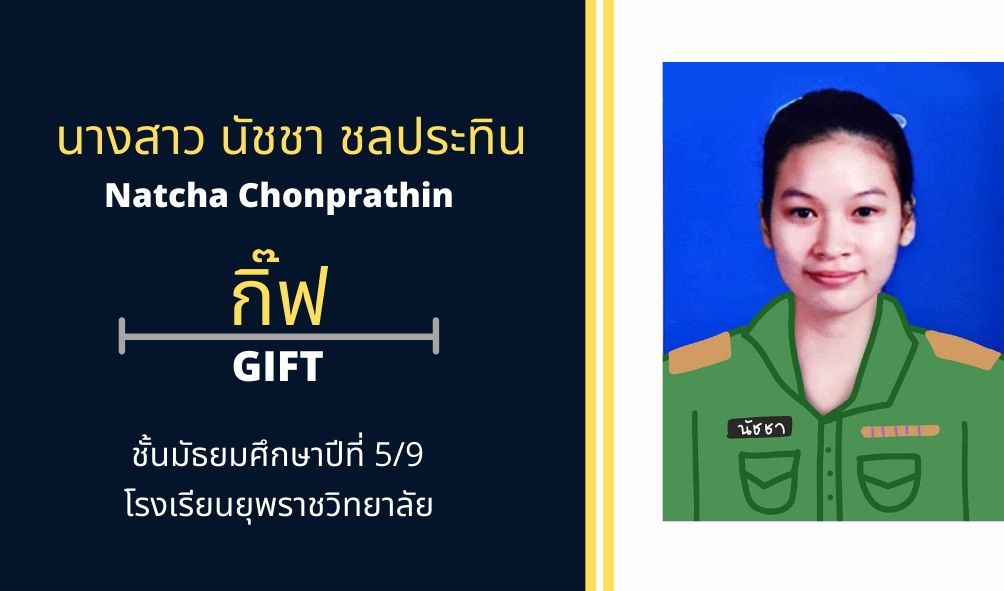 นางสาว นัชชา ชลประทิน
Natcha Chonprathin
กิ๊ฟ
GIFT
ชั้นมัธยมศึกษาปีที่ 5/9
โรงเรียนยุพราชวิทยาลัย
นัชชา